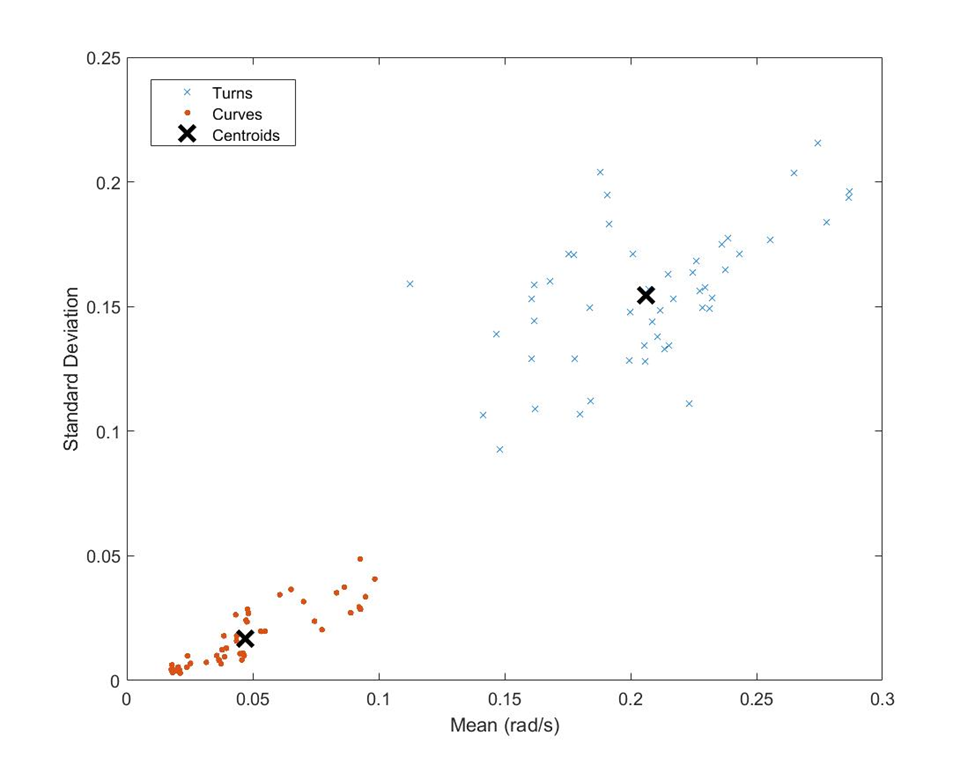 0.25
0.2
0.15
0.1
0.05
0
Standard Deviation
Turns
Curves
Centroids
0 0.05 0.1 0.15 0.2 0.25 0.3
Mean (rad/s)